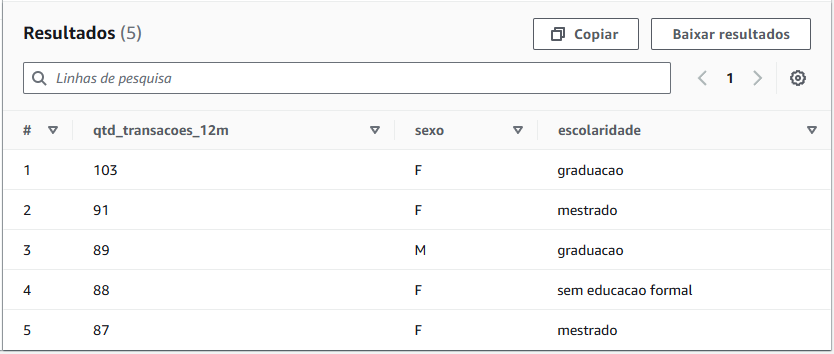 Resultados (5) Copiar Baixar resultados
Linhas de pesquisa 1
# qtd_transacoes_12m sexo escolaridade
1 103 F graduacao
2 91 F mestrado
3 89 M graduacao
4 88 F sem educacao formal
5 87 F mestrado